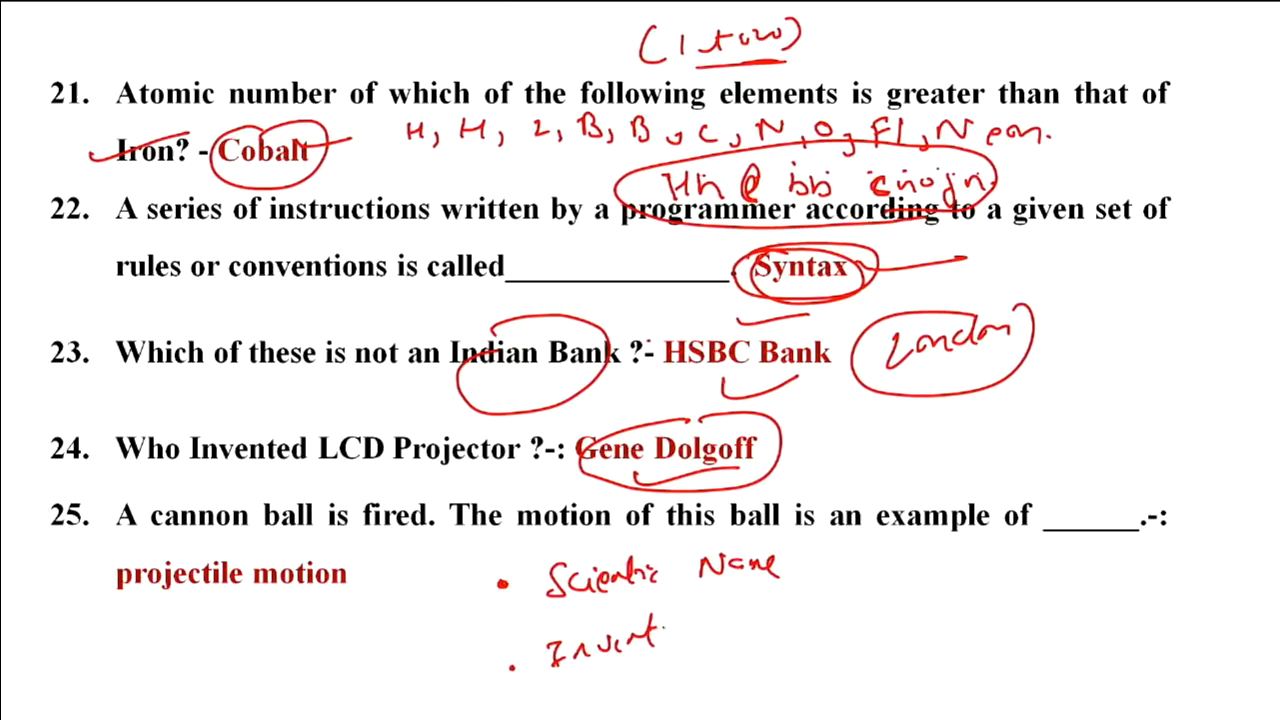 (1 to 20)
21. Atomic number of which of the following elements is greater than that of
H, H, L, B, B, C, N, O, Fl, Neon.
Iron? - Cobalt
22. A series of instructions written by a programmer according to a given set of
rules or conventions is called_______________. Syntax
23. Which of these is not an Indian Bank ?- HSBC Bank London
24. Who Invented LCD Projector ?-: Gene Dolgoff
25. A cannon ball is fired. The motion of this ball is an example of ______.-:
projectile motion
• Scientific Name
• Invent.